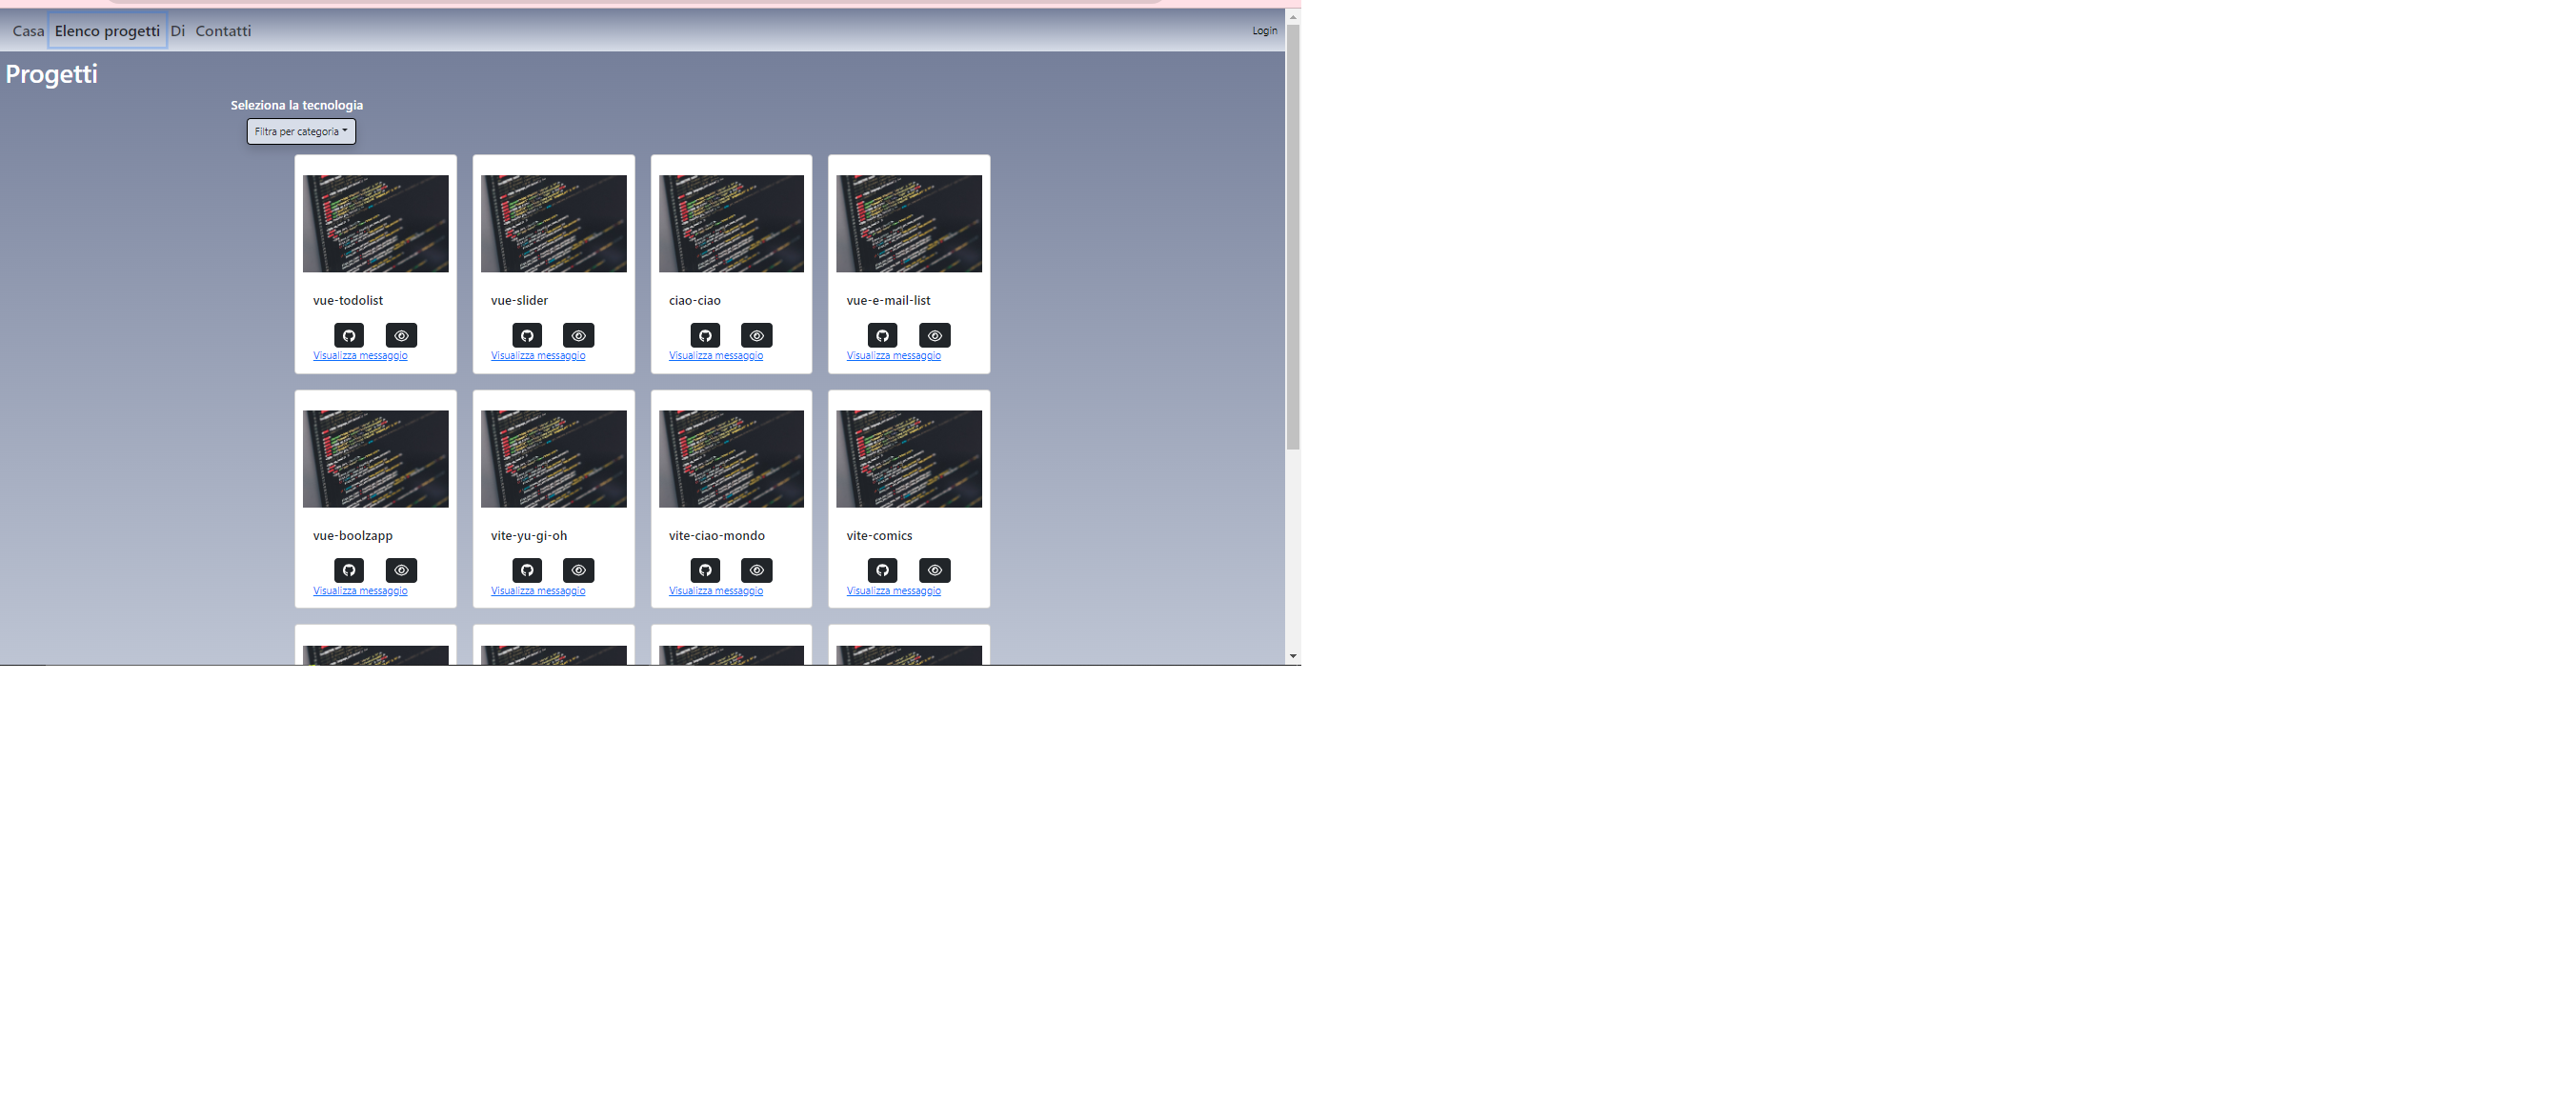 Casa Elenco progetti Di Contatti Login
Progetti
Seleziona la tecnologia
Filtra per categoria
vue-todolist
Visualizza messaggio
vue-slider
Visualizza messaggio
ciao-ciao
Visualizza messaggio
vue-e-mail-list
Visualizza messaggio
vue-boolzapp
Visualizza messaggio
vite-yu-gi-oh
Visualizza messaggio
vite-ciao-mondo
Visualizza messaggio
vite-comics
Visualizza messaggio